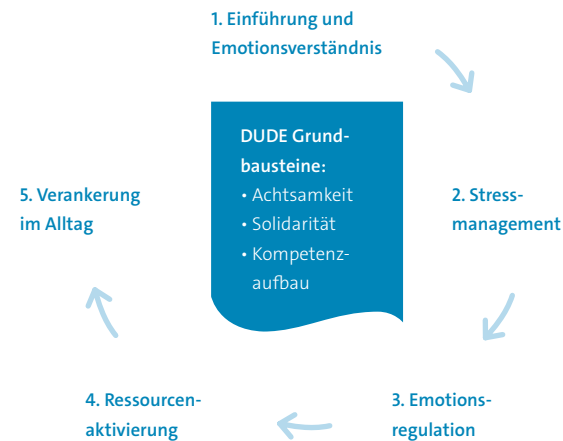 1. Einführung und
Emotionsverständnis
DUDE Grund-
bausteine:
• Achtsamkeit
• Solidarität
• Kompetenz-
aufbau
2. Stress-
management
3. Emotions-
regulation
4. Ressourcen-
aktivierung
5. Verankerung
im Alltag